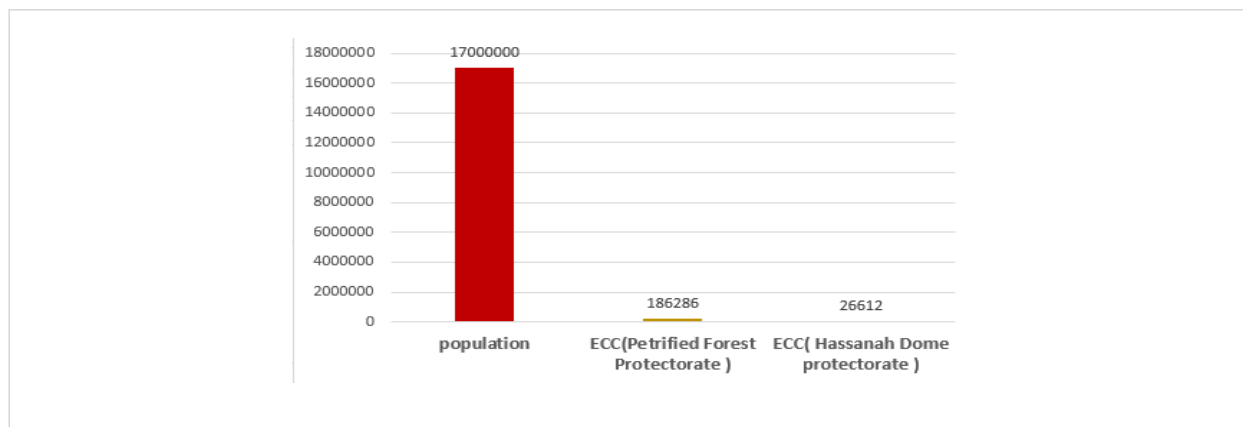 18000000
17000000
16000000
14000000
12000000
10000000
8000000
6000000
4000000
2000000
186286
26612
0
population
ECC(Petrified Forest
Protectorate )
ECC( Hassanah Dome
protectorate )